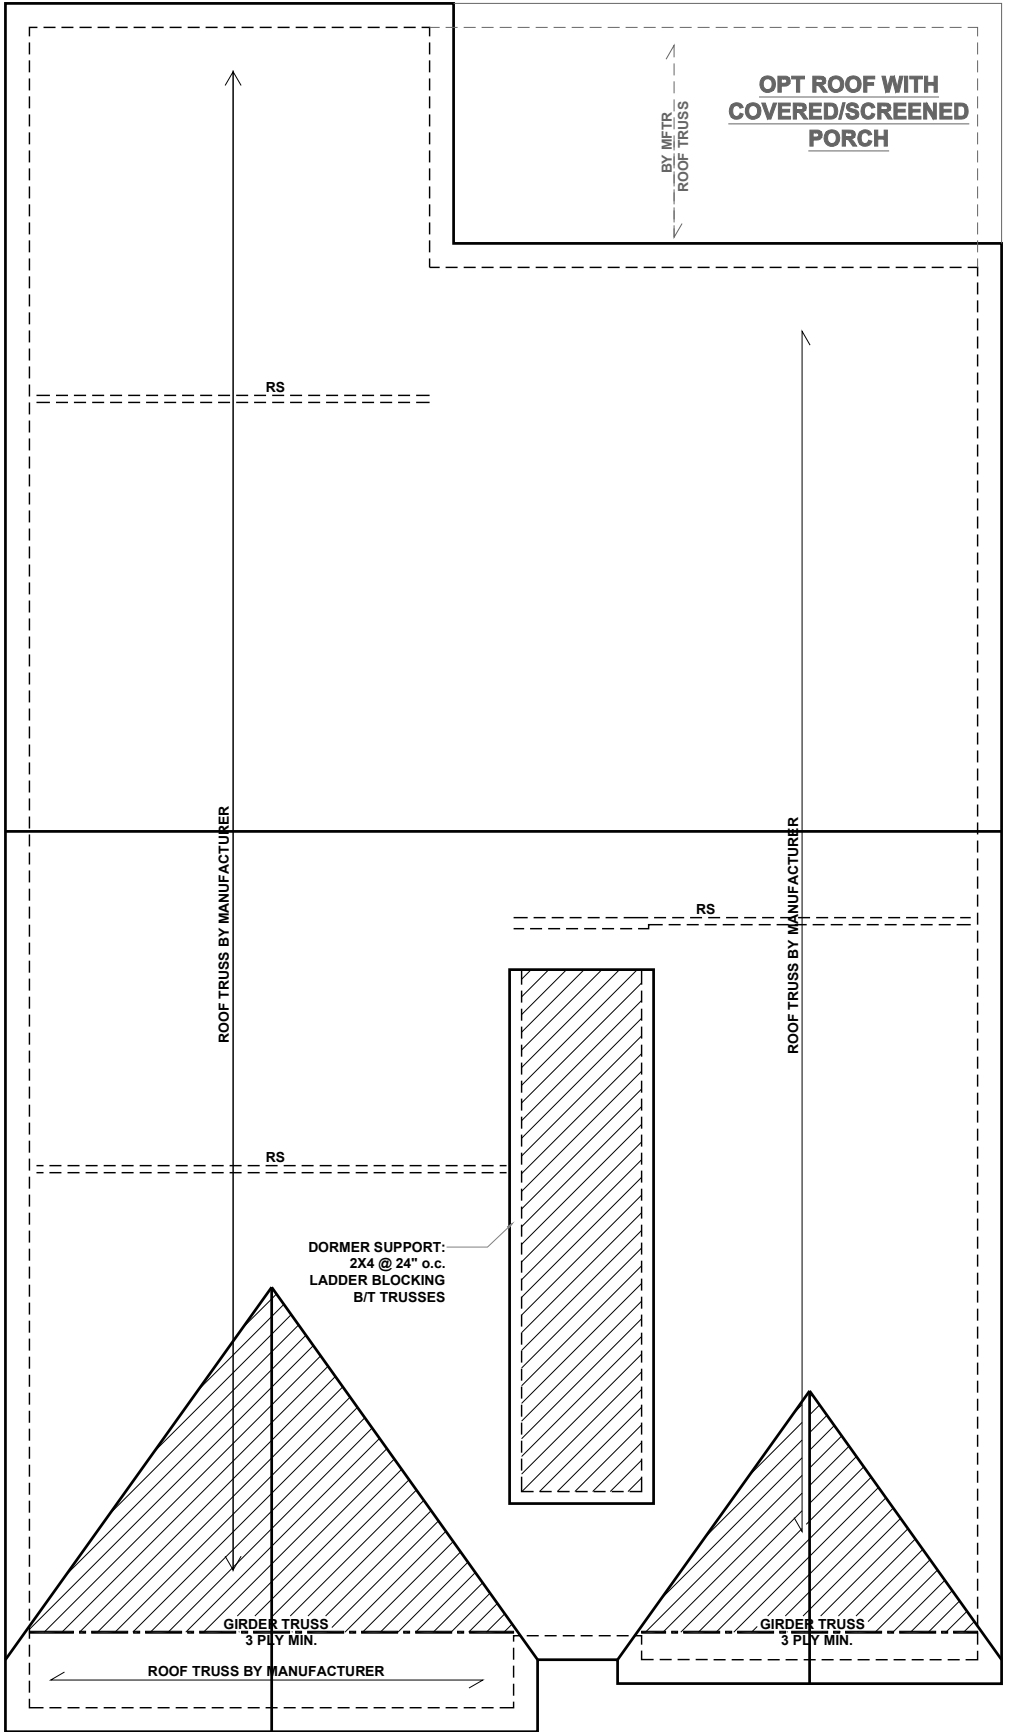 OPT ROOF WITH
COVERED/SCREENED
PORCH
BY MFTR
ROOF TRUSS
RS
ROOF TRUSS BY MANUFACTURER
ROOF TRUSS BY MANUFACTURER
RS
RS
DORMER SUPPORT:
2X4 @ 24" o.c.
LADDER BLOCKING
B/T TRUSSES
GIRDER TRUSS
3 PLY MIN.
GIRDER TRUSS
3 PLY MIN.
ROOF TRUSS BY MANUFACTURER